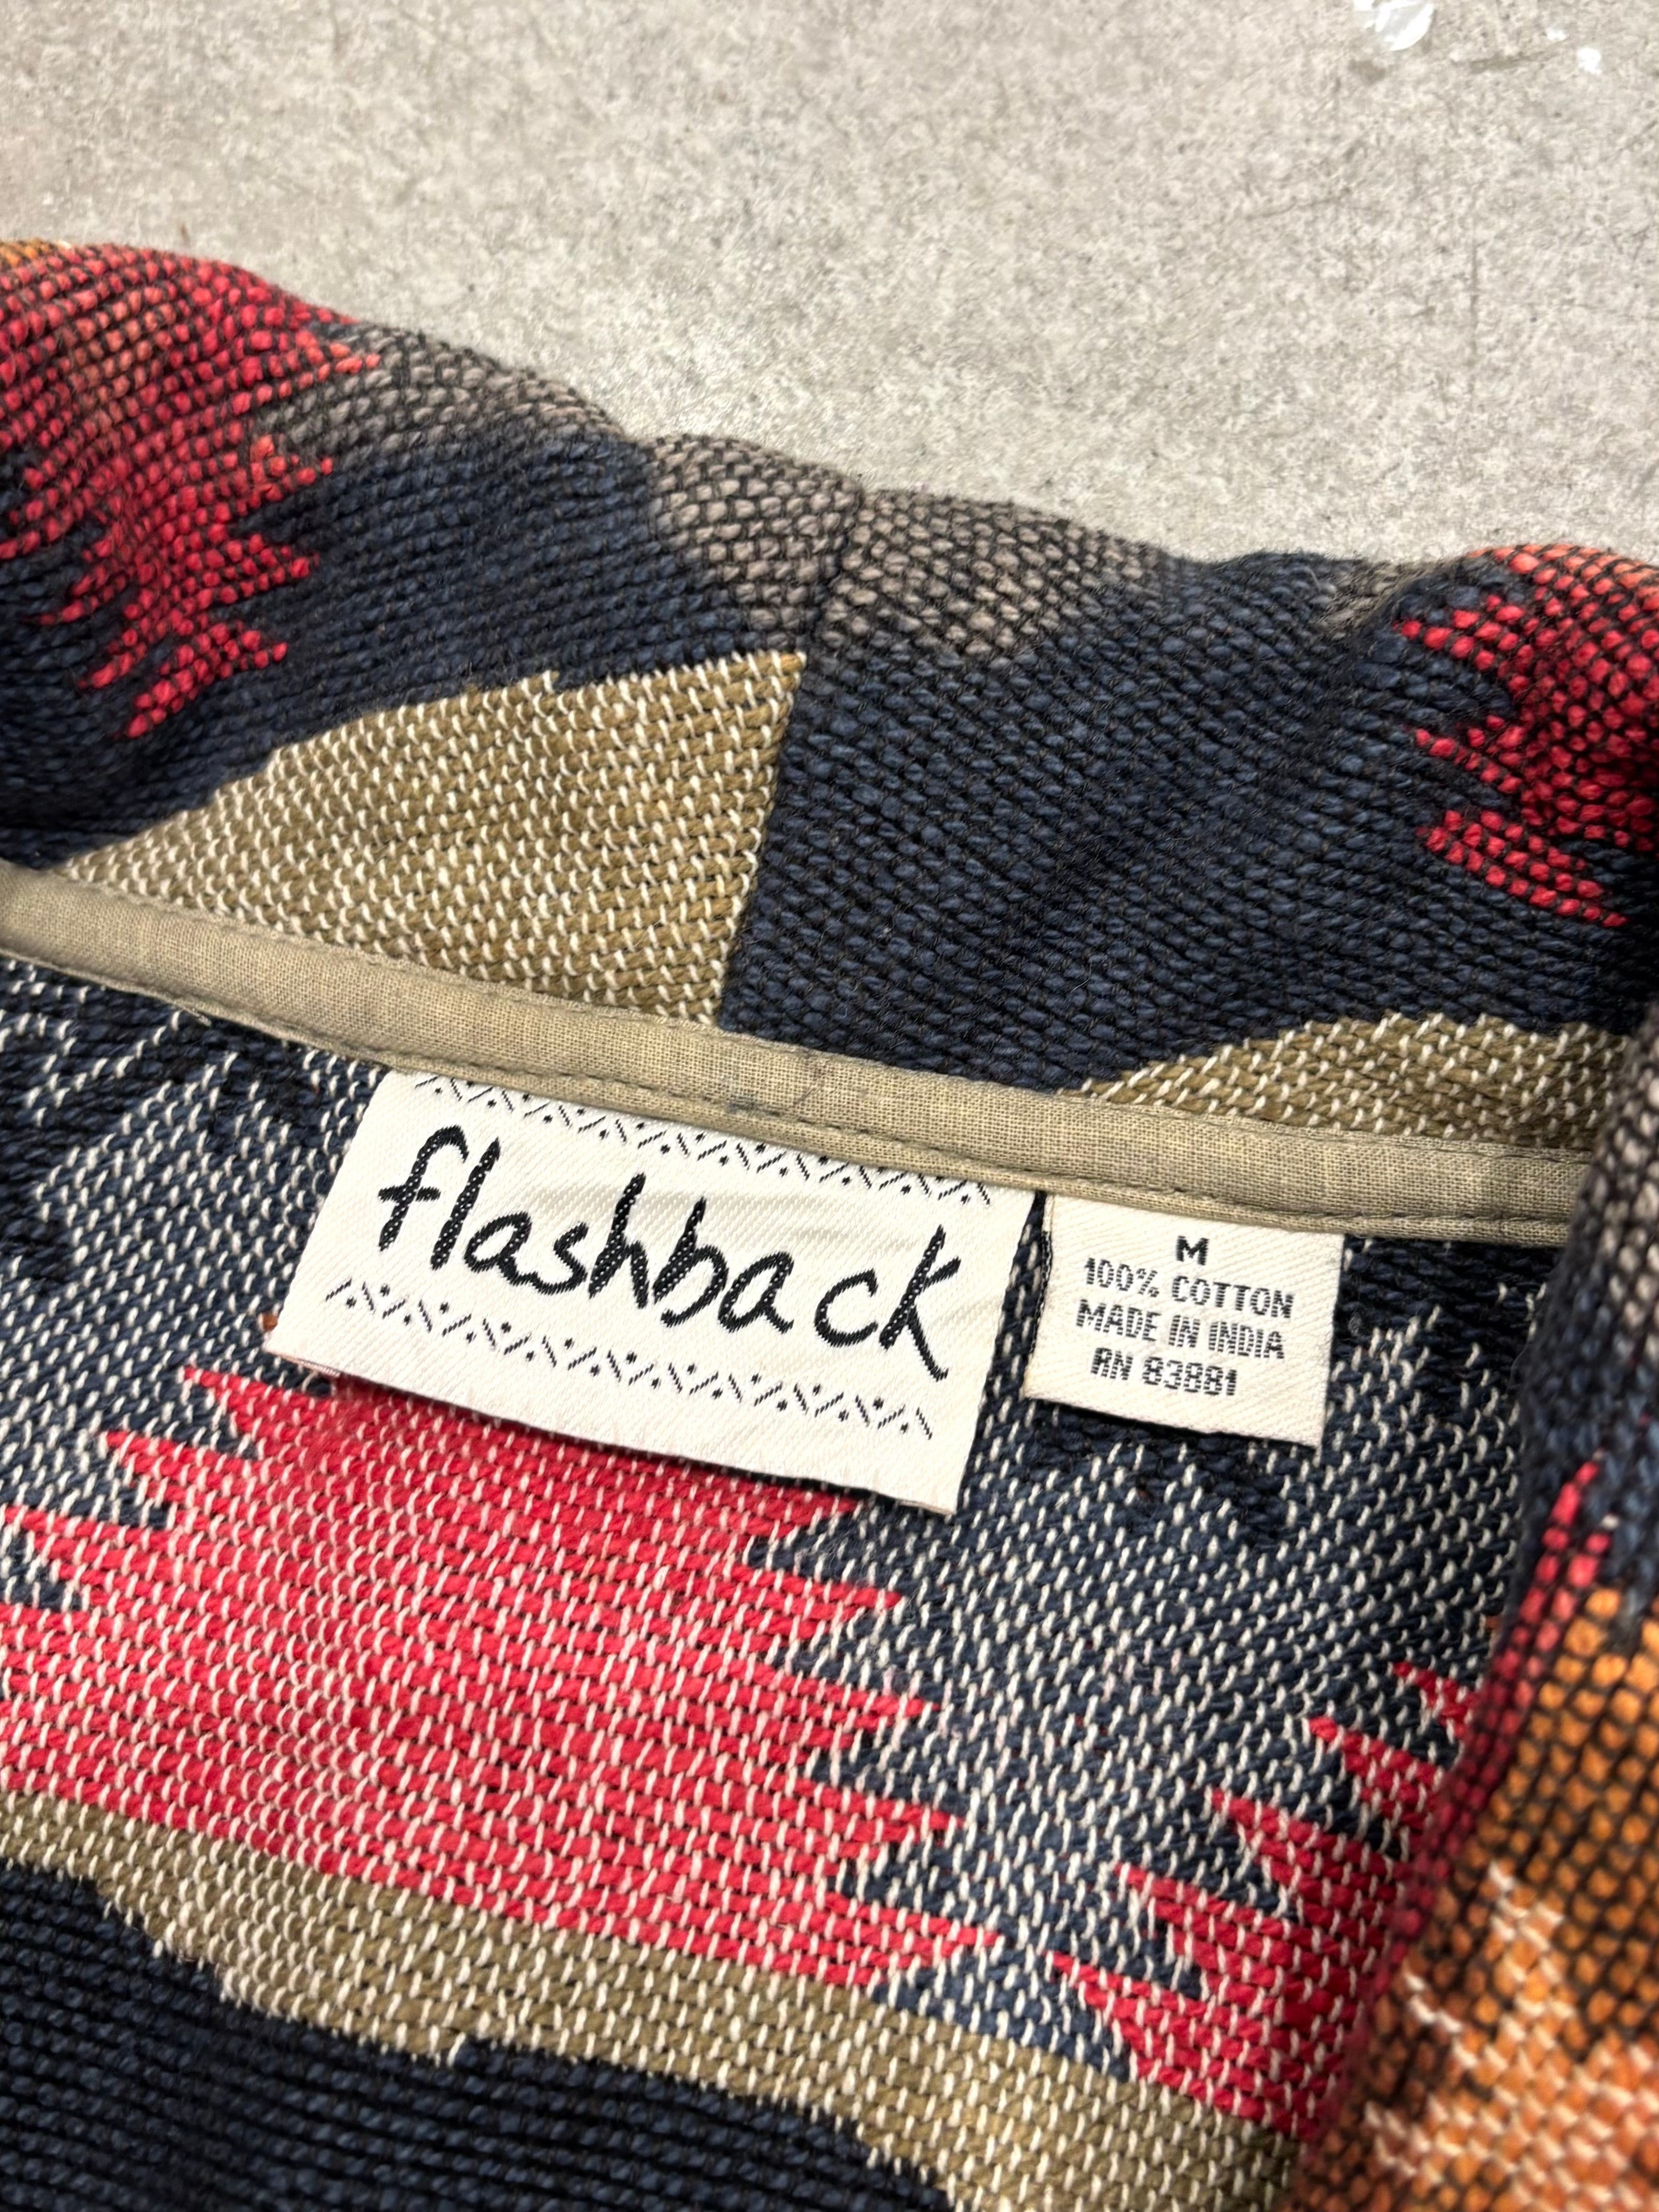 flashback
M
100% COTTON
MADE IN INDIA
RN 83881